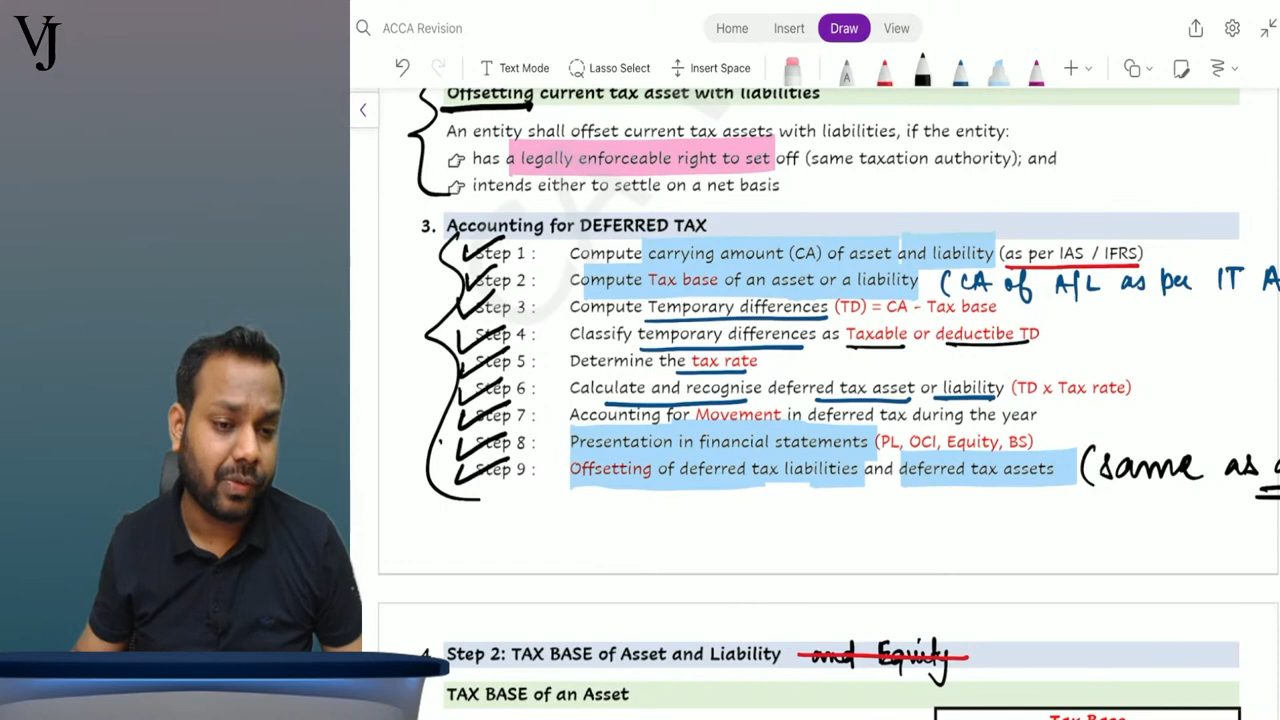 VJ
ACCA Revision
Home Insert Draw View
Text Mode Lasso Select Insert Space
Offsetting current tax asset with liabilities
An entity shall offset current tax assets with liabilities, if the entity:
has a legally enforceable right to set off (same taxation authority); and
intends either to settle on a net basis
3. Accounting for DEFERRED TAX
Step 1 : Compute carrying amount (CA) of asset and liability (as per IAS / IFRS)
Step 2 : Compute Tax base of an asset or a liability (CA of A/L as per IT A
Step 3 : Compute Temporary differences (TD) = CA - Tax base
Step 4 : Classify temporary differences as Taxable or deductibe TD
Step 5 : Determine the tax rate
Step 6 : Calculate and recognise deferred tax asset or liability (TD x Tax rate)
Step 7 : Accounting for Movement in deferred tax during the year
Step 8 : Presentation in financial statements (PL, OCI, Equity, BS)
Step 9 : Offsetting of deferred tax liabilities and deferred tax assets (same as
4. Step 2: TAX BASE of Asset and Liability and Equity
TAX BASE of an Asset
Tax Base